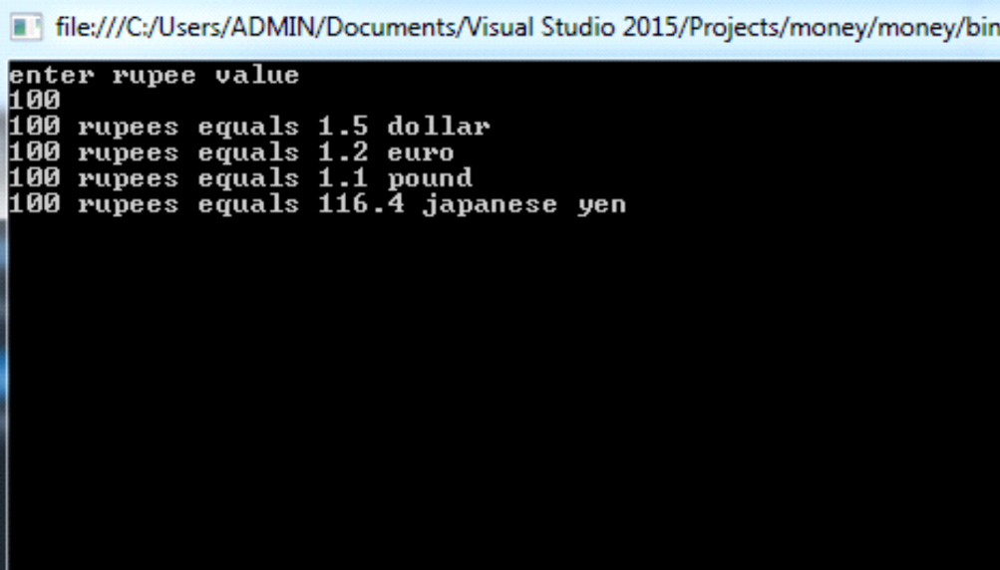 file:///C:/Users/ADMIN/Documents/Visual Studio 2015/Projects/money/money/bin
enter rupee value
100
100 rupees equals 1.5 dollar
100 rupees equals 1.2 euro
100 rupees equals 1.1 pound
100 rupees equals 116.4 japanese yen